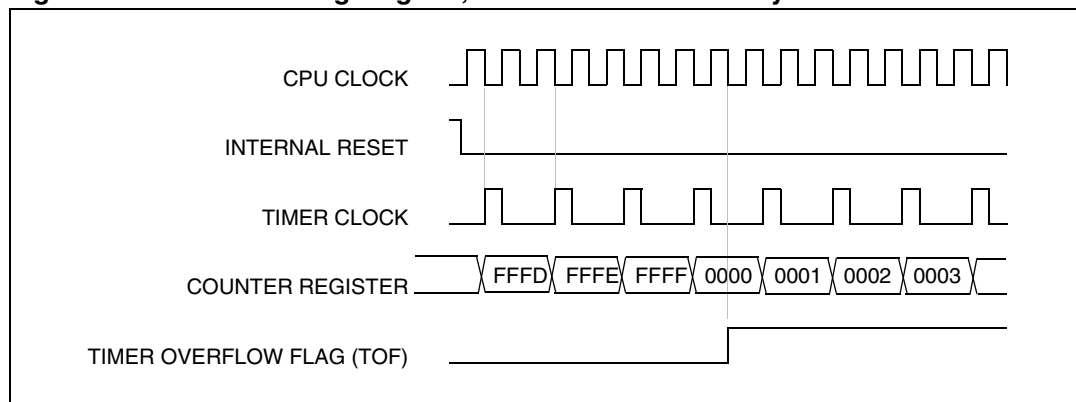 CPU CLOCK
INTERNAL RESET
TIMER CLOCK
COUNTER REGISTER FFFD FFFE FFFF 0000 0001 0002 0003
TIMER OVERFLOW FLAG (TOF)